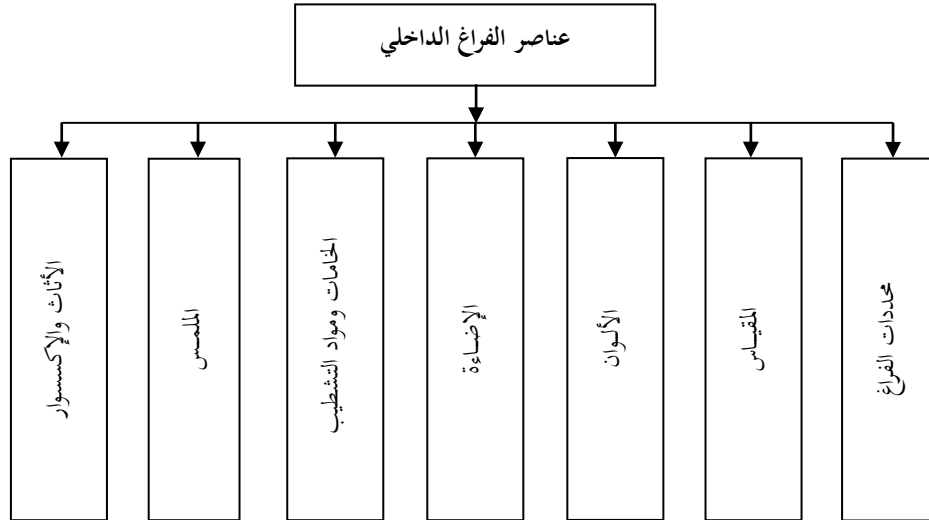 عناصر الفراغ الداخلي
محددات الفراغ
المقياس
الألوان
الإضاءة
الخامات ومواد التشطيب
الملمس
الأثاث والإكسسوار